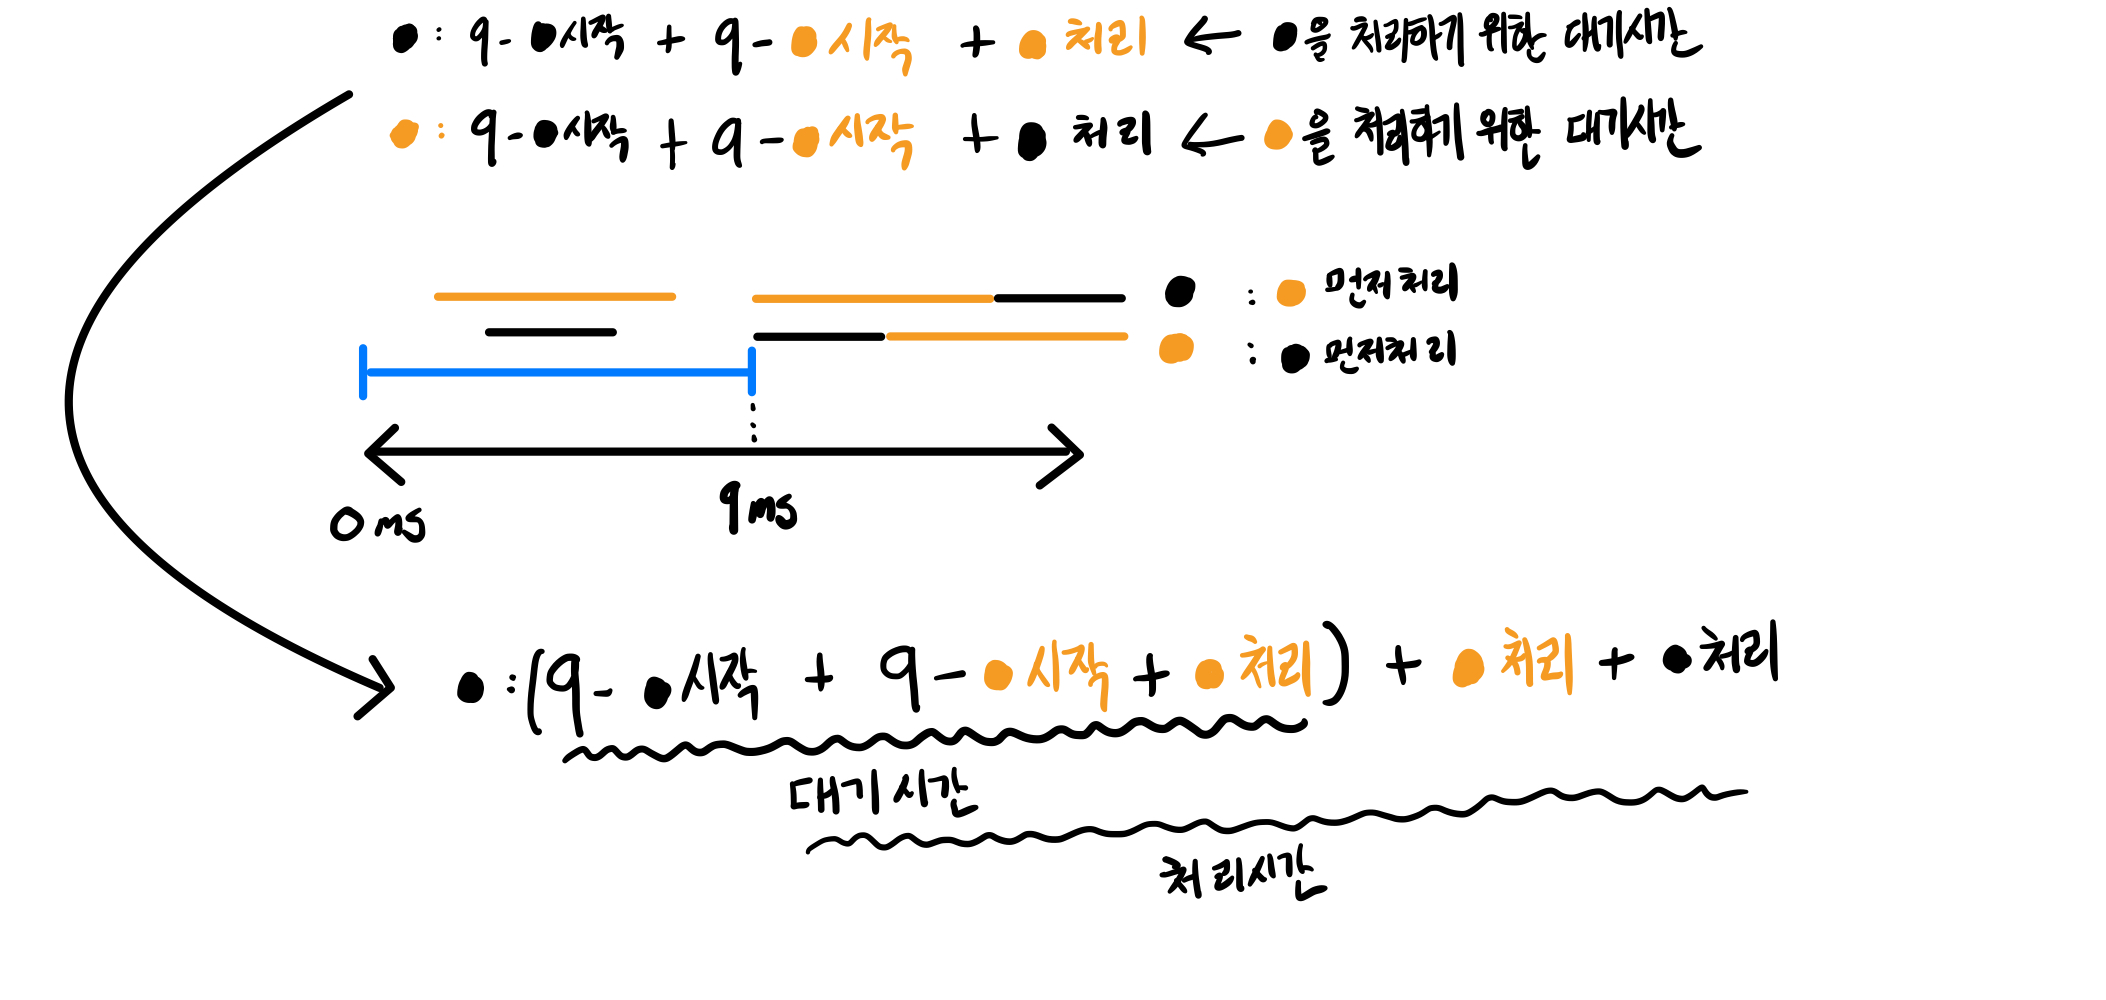 ●: 9-●시작 + 9-●시작 + ●처리 ← ●을 처리하기 위한 대기시간
●: 9-●시작 + 9-●시작 + ●처리 ← ●을 처리하기 위한 대기시간
● : ● 먼저처리
● : ● 먼저처리
0ms 9ms
●:(9-●시작 + 9-●시작+●처리) + ●처리 + ●처리
대기시간
처리시간